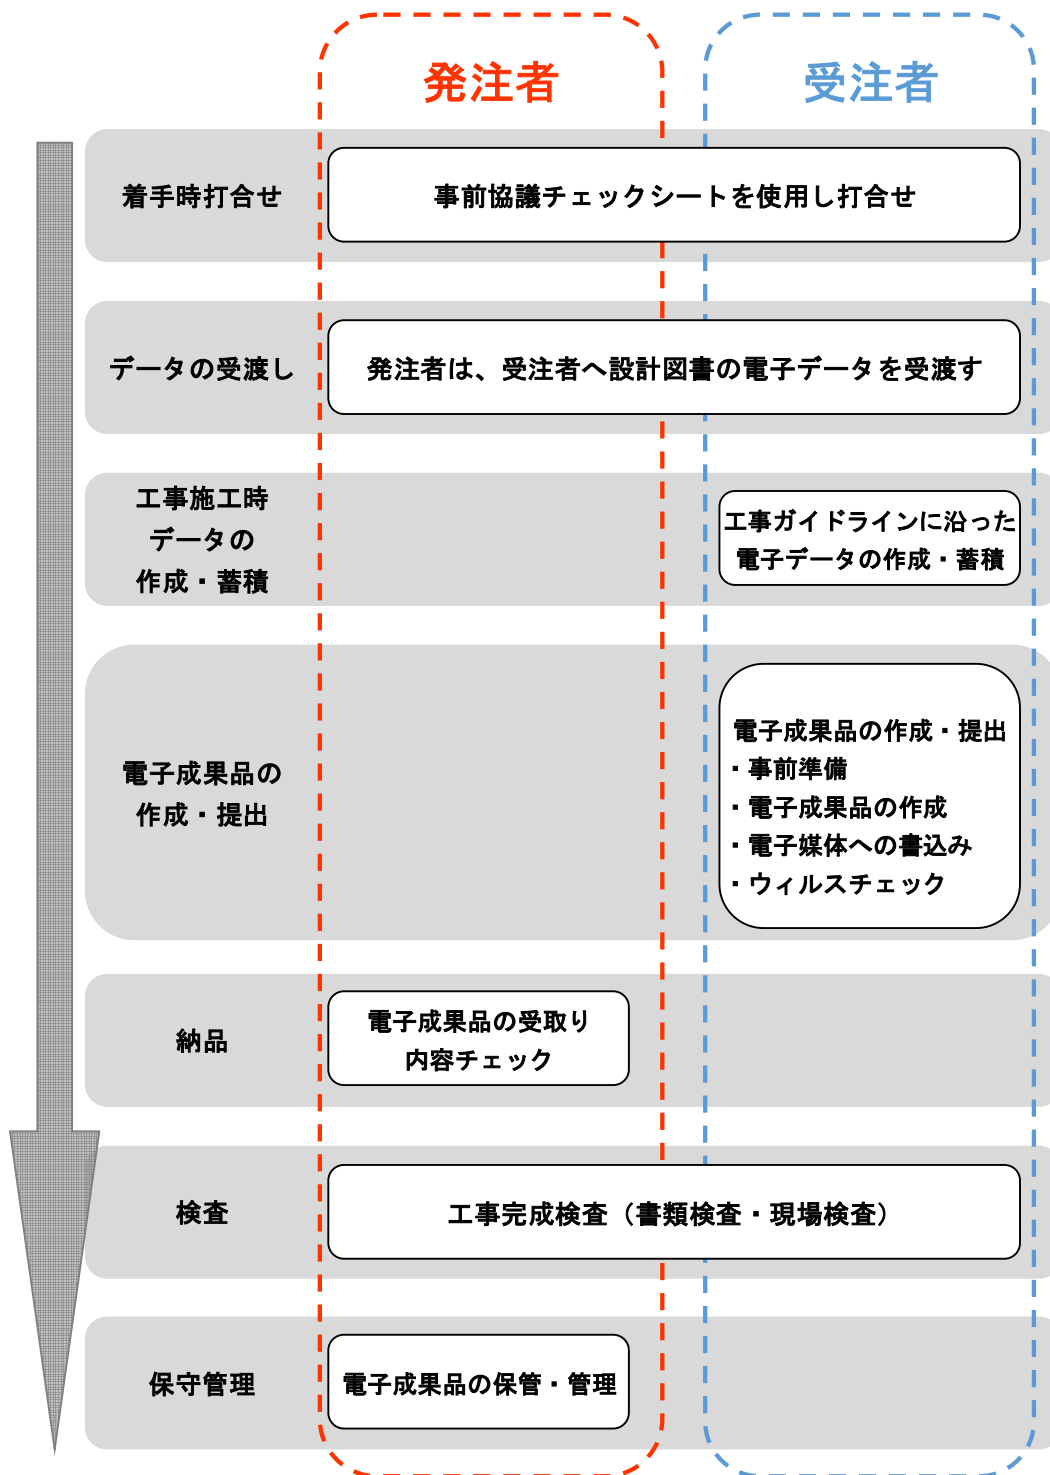 発注者
受注者
着手時打合せ
事前協議チェックシートを使用し打合せ
データの受渡し
発注者は、受注者へ設計図書の電子データを受渡す
工事施工時
データの
作成・蓄積
工事ガイドラインに沿った
電子データの作成・蓄積
電子成果品の
作成・提出
電子成果品の作成・提出
・事前準備
・電子成果品の作成
・電子媒体への書込み
・ウィルスチェック
納品
電子成果品の受取り
内容チェック
検査
工事完成検査（書類検査・現場検査）
保守管理
電子成果品の保管・管理